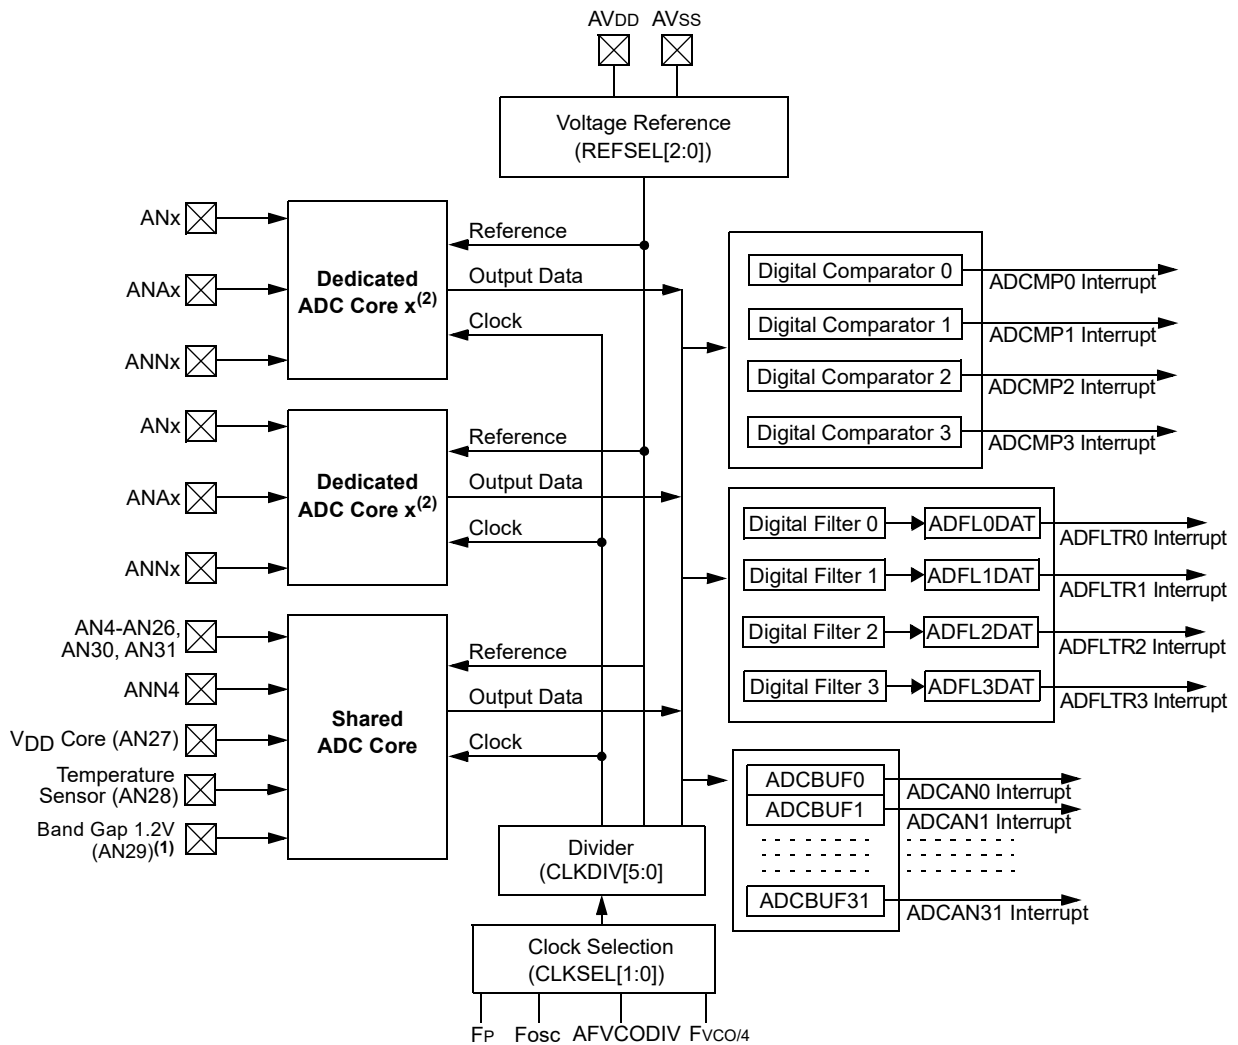 AVDD AVSS
Voltage Reference
(REFSEL[2:0])
ANx
ANAx
ANNx
Dedicated
ADC Core x(2)
Reference
Output Data
Clock
ANx
ANAx
ANNx
Dedicated
ADC Core x(2)
Reference
Output Data
Clock
AN4-AN26,
AN30, AN31
ANN4
VDD Core (AN27)
Temperature
Sensor (AN28)
Band Gap 1.2V
(AN29)(1)
Shared
ADC Core
Reference
Output Data
Clock
Digital Comparator 0
ADCMP0 Interrupt
Digital Comparator 1
ADCMP1 Interrupt
Digital Comparator 2
ADCMP2 Interrupt
Digital Comparator 3
ADCMP3 Interrupt
Digital Filter 0 ADFL0DAT
ADFLTR0 Interrupt
Digital Filter 1 ADFL1DAT
ADFLTR1 Interrupt
Digital Filter 2 ADFL2DAT
ADFLTR2 Interrupt
Digital Filter 3 ADFL3DAT
ADFLTR3 Interrupt
ADCBUF0
ADCAN0 Interrupt
ADCBUF1
ADCAN1 Interrupt
ADCBUF31
ADCAN31 Interrupt
Divider
(CLKDIV[5:0]
Clock Selection
(CLKSEL[1:0])
FP Fosc AFVCODIV FVCO/4